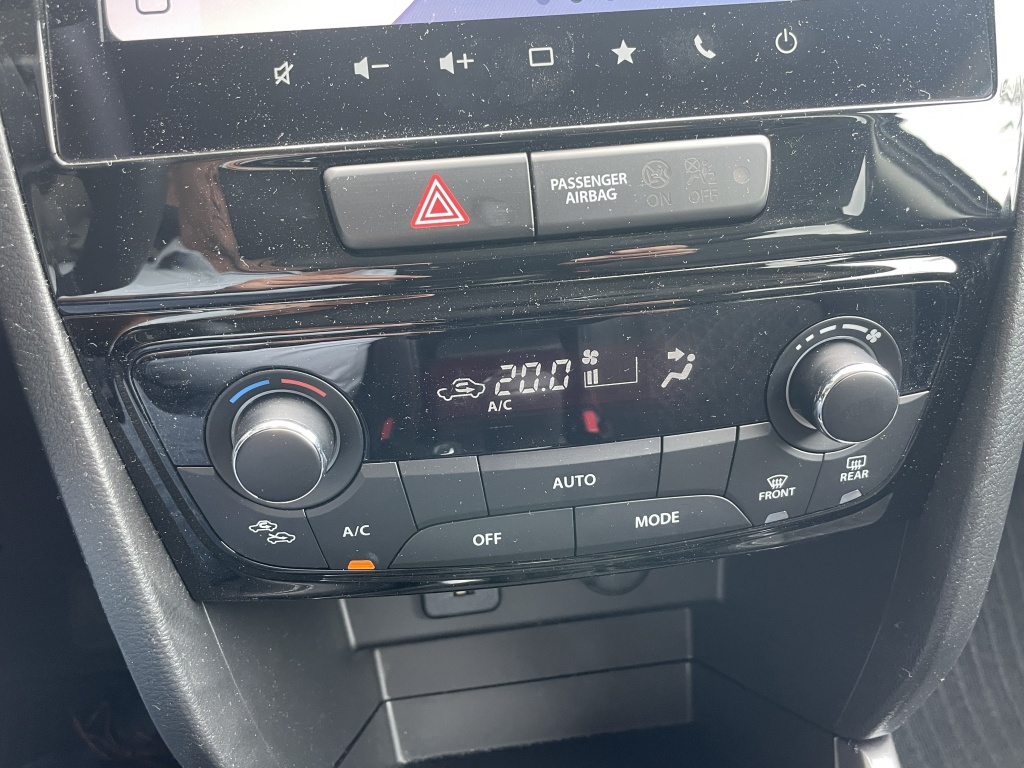 PASSENGER
AIRBAG
ON OFF
20.0
A/C
AUTO
A/C
OFF
MODE
FRONT
REAR